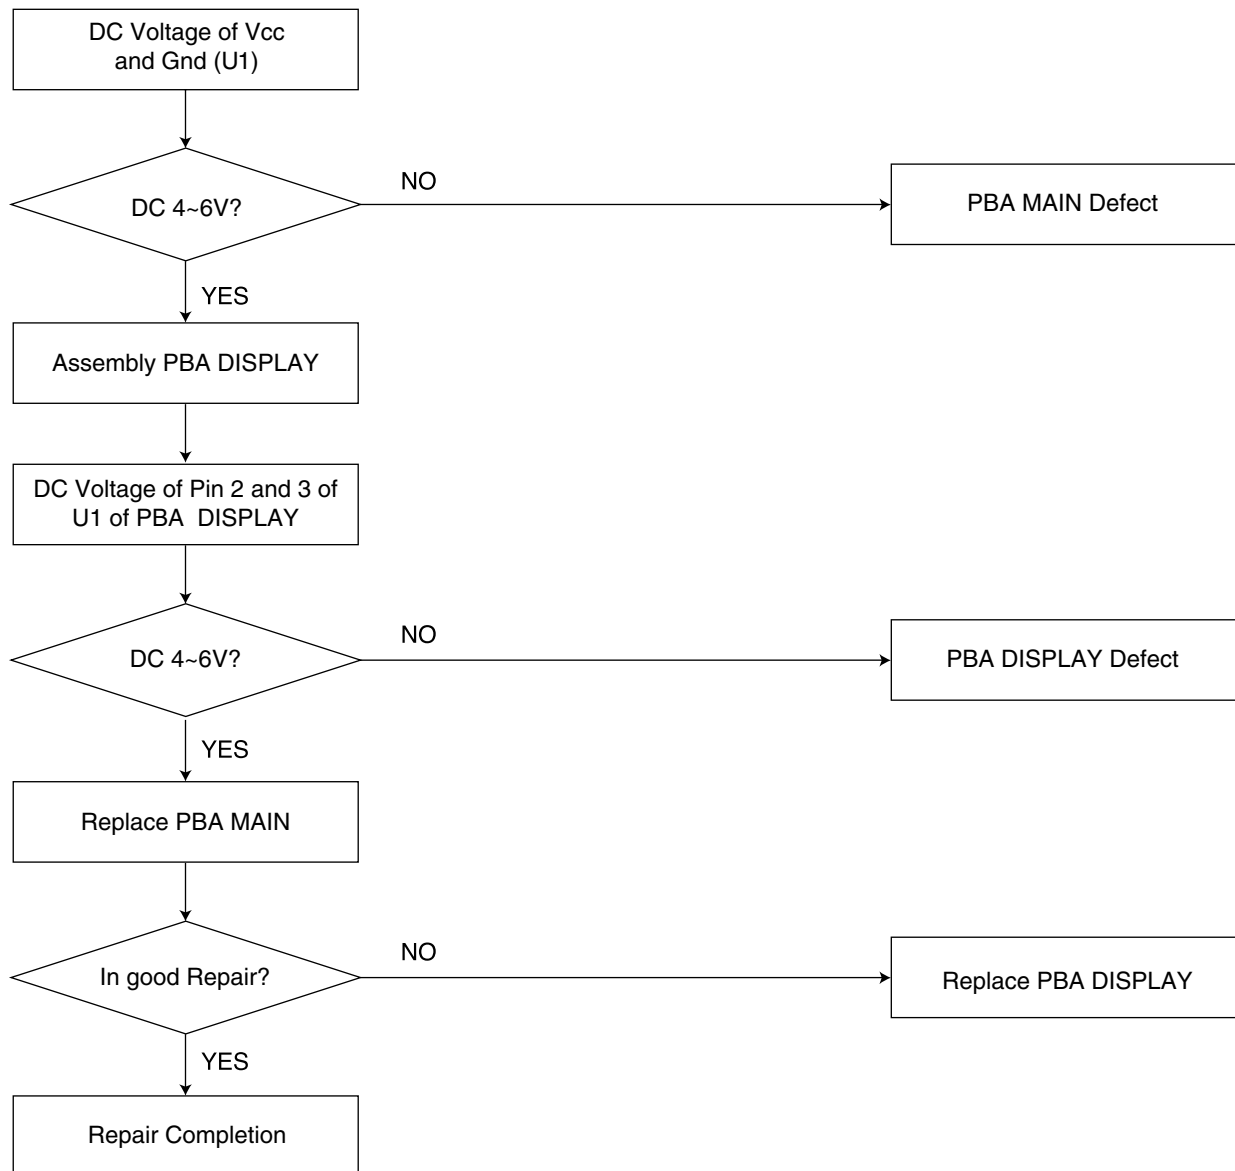 DC Voltage of Vcc
and Gnd (U1)
DC 4~6V?
NO
PBA MAIN Defect
YES
Assembly PBA DISPLAY
DC Voltage of Pin 2 and 3 of
U1 of PBA DISPLAY
DC 4~6V?
NO
PBA DISPLAY Defect
YES
Replace PBA MAIN
In good Repair?
NO
Replace PBA DISPLAY
YES
Repair Completion